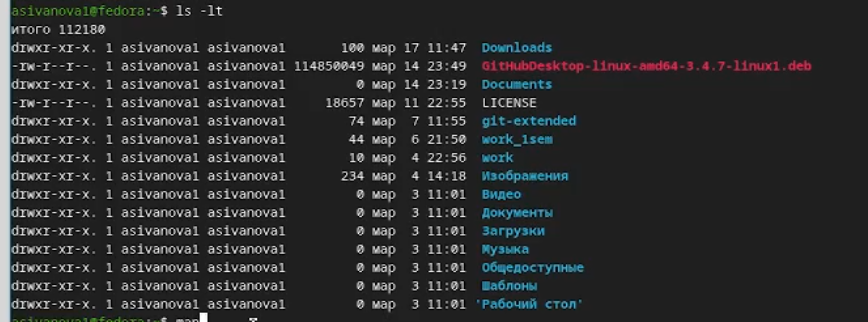 asivanova1@fedora:~$ ls -lt
итого 112180
drwxr-xr-x. 1 asivanova1 asivanova1 100 мар 17 11:47 Downloads
-rw-r--r--. 1 asivanova1 asivanova1 114850049 мар 14 23:49 GitHubDesktop-linux-amd64-3.4.7-linux1.deb
drwxr-xr-x. 1 asivanova1 asivanova1 0 мар 14 23:19 Documents
-rw-r--r--. 1 asivanova1 asivanova1 18657 мар 11 22:55 LICENSE
drwxr-xr-x. 1 asivanova1 asivanova1 74 мар 7 11:55 git-extended
drwxr-xr-x. 1 asivanova1 asivanova1 44 мар 6 21:50 work_1sem
drwxr-xr-x. 1 asivanova1 asivanova1 10 мар 4 22:56 work
drwxr-xr-x. 1 asivanova1 asivanova1 234 мар 4 14:18 Изображения
drwxr-xr-x. 1 asivanova1 asivanova1 0 мар 3 11:01 Видео
drwxr-xr-x. 1 asivanova1 asivanova1 0 мар 3 11:01 Документы
drwxr-xr-x. 1 asivanova1 asivanova1 0 мар 3 11:01 Загрузки
drwxr-xr-x. 1 asivanova1 asivanova1 0 мар 3 11:01 Музыка
drwxr-xr-x. 1 asivanova1 asivanova1 0 мар 3 11:01 Общедоступные
drwxr-xr-x. 1 asivanova1 asivanova1 0 мар 3 11:01 Шаблоны
drwxr-xr-x. 1 asivanova1 asivanova1 0 мар 3 11:01 'Рабочий стол'
asivanova1@fedora:~$